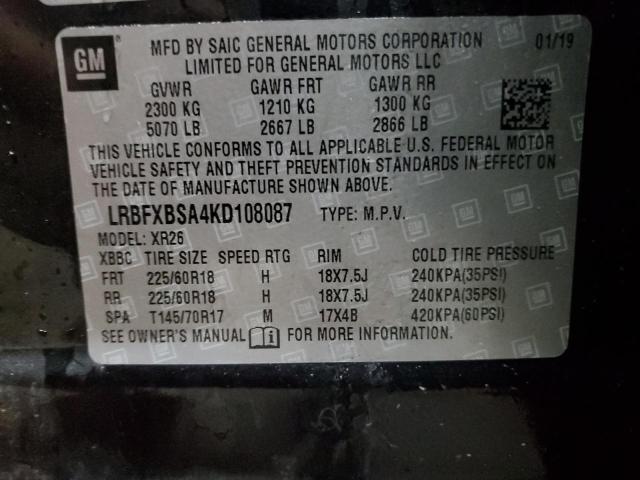 GM
MFD BY SAIC GENERAL MOTORS CORPORATION 01/19
LIMITED FOR GENERAL MOTORS LLC
GVWR GAWR FRT GAWR RR
2300 KG 1210 KG 1300 KG
5070 LB 2667 LB 2866 LB
THIS VEHICLE CONFORMS TO ALL APPLICABLE U.S. FEDERAL MOTOR
VEHICLE SAFETY AND THEFT PREVENTION STANDARDS IN EFFECT ON
THE DATE OF MANUFACTURE SHOWN ABOVE.
LRBFXBSA4KD108087 TYPE: M.P.V.
MODEL: XR26
XBBC TIRE SIZE SPEED RTG RIM COLD TIRE PRESSURE
FRT 225/60R18 H 18X7.5J 240KPA(35PSI)
RR 225/60R18 H 18X7.5J 240KPA(35PSI)
SPA T145/70R17 M 17X4B 420KPA(60PSI)
SEE OWNER'S MANUAL FOR MORE INFORMATION.